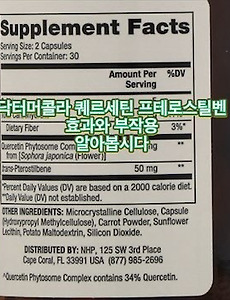 Supplement Facts
Serving Size: 2 Capsules
Servings Per Container: 30
Amount Per Serving %DV
닥터머콜라 퀘르세틴 프테로스틸벤
효과와 부작용
알아봅시다
Dietary Fiber 3%*
Quercetin Phytosome Complex **
from [Sophora japonica (Flower)]
trans-Pterostilbene 50 mg **
*Percent Daily Values (DV) are based on a 2000 calorie diet.
**Daily Value (DV) not established.
OTHER INGREDIENTS: Microcrystalline Cellulose, Capsule
(Hydroxypropyl Methylcellulose), Carrot Powder, Sunflower
Lecithin, Potato Maltodextrin, Silicon Dioxide.
DISTRIBUTED BY: NHP, 125 SW 3rd Place
Cape Coral, FL 33991 USA (877) 985-2696
^Quercetin Phytosome Complex contains 34% Quercetin.